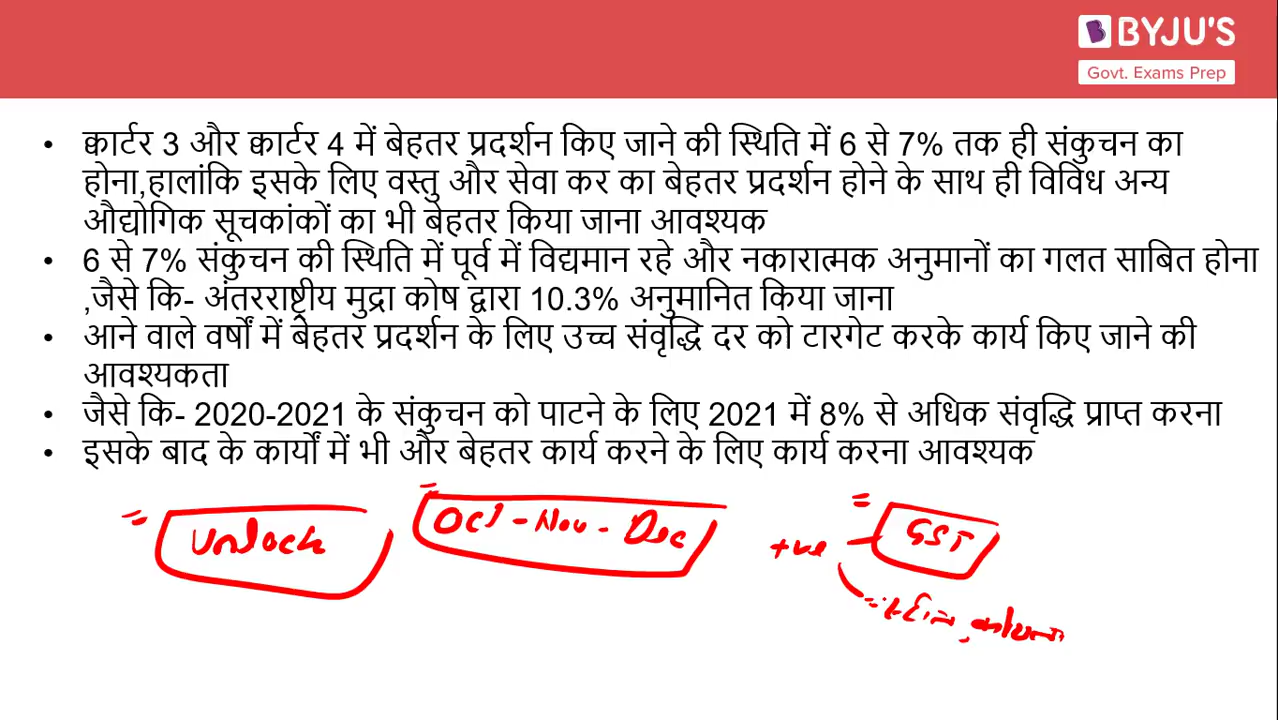 BYJU'S
Govt. Exams Prep
• क्वार्टर 3 और क्वार्टर 4 में बेहतर प्रदर्शन किए जाने की स्थिति में 6 से 7% तक ही संकुचन का
होना,हालांकि इसके लिए वस्तु और सेवा कर का बेहतर प्रदर्शन होने के साथ ही विविध अन्य
औद्योगिक सूचकांकों का भी बेहतर किया जाना आवश्यक
• 6 से 7% संकुचन की स्थिति में पूर्व में विद्यमान रहे और नकारात्मक अनुमानों का गलत साबित होना
,जैसे कि- अंतरराष्ट्रीय मुद्रा कोष द्वारा 10.3% अनुमानित किया जाना
• आने वाले वर्षों में बेहतर प्रदर्शन के लिए उच्च संवृद्धि दर को टारगेट करके कार्य किए जाने की
आवश्यकता
• जैसे कि- 2020-2021 के संकुचन को पाटने के लिए 2021 में 8% से अधिक संवृद्धि प्राप्त करना
• इसके बाद के कार्यों में भी और बेहतर कार्य करने के लिए कार्य करना आवश्यक
= unlock = Oct - Nov - Dec +ve - = GST